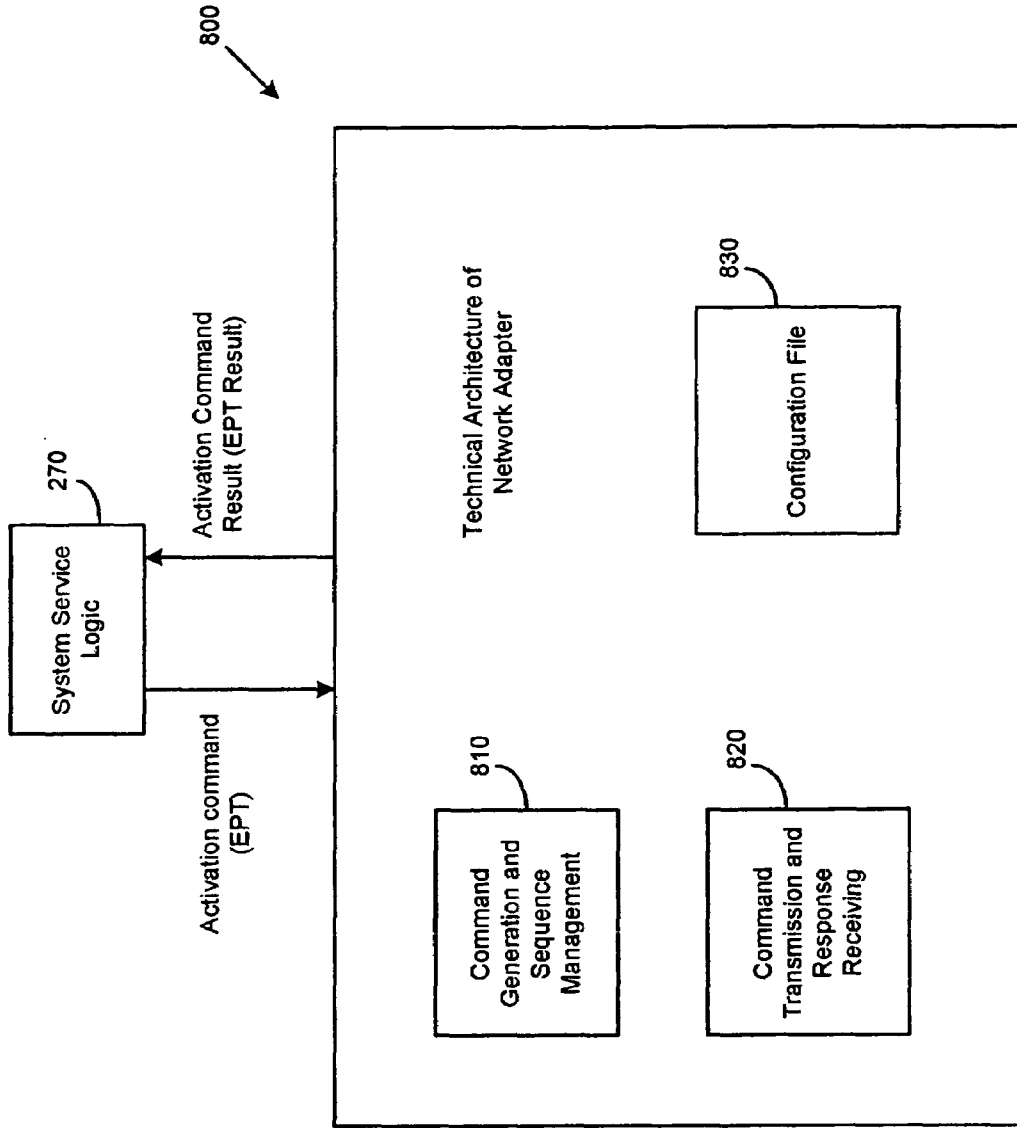 800
270
System Service
Logic
Activation command
(EPT)
Activation Command
Result (EPT Result)
Technical Architecture of
Network Adapter
810
Command
Generation and
Sequence
Management
820
Command
Transmission and
Response
Receiving
830
Configuration File